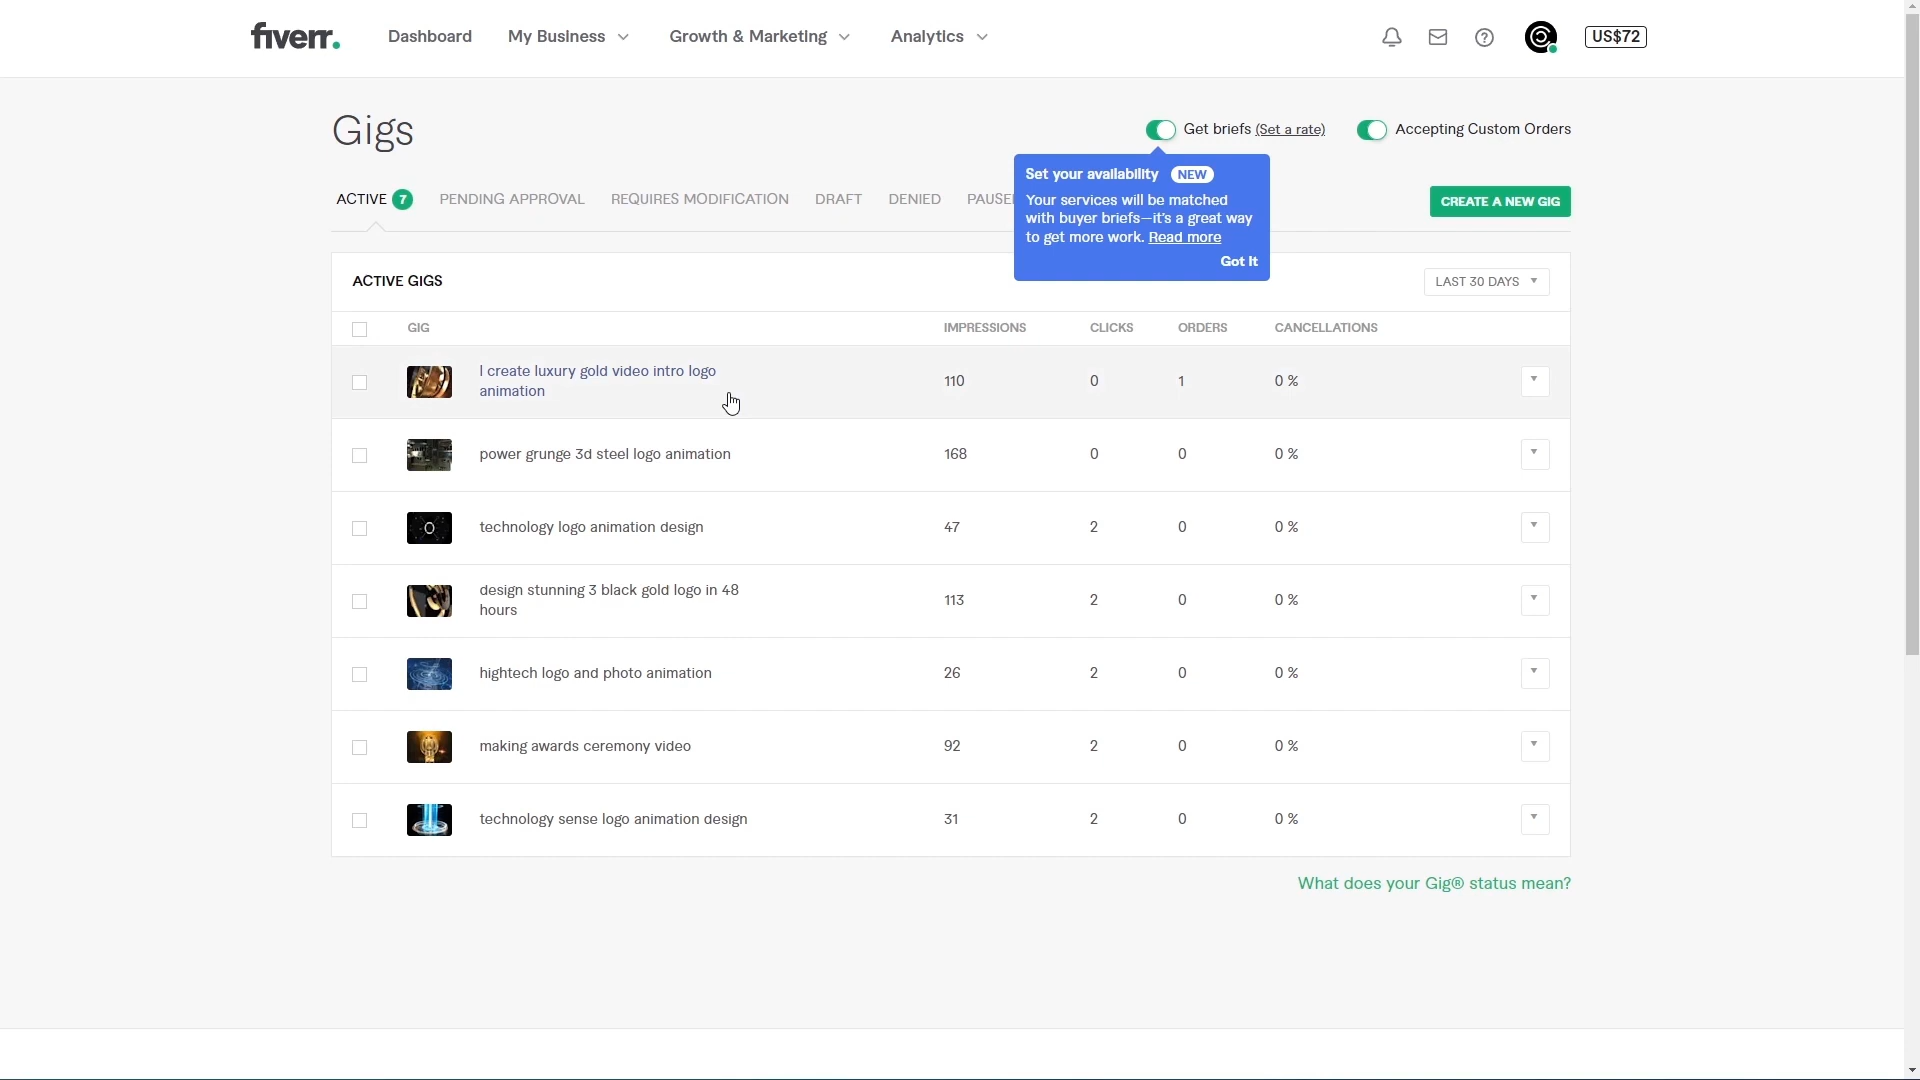 fiverr.
Dashboard My Business Growth & Marketing Analytics US$72
Gigs
Get briefs (Set a rate) Accepting Custom Orders
Set your availability NEW
Your services will be matched
with buyer briefs—it's a great way
to get more work. Read more
Got It
ACTIVE 7 PENDING APPROVAL REQUIRES MODIFICATION DRAFT DENIED PAUSE
CREATE A NEW GIG
ACTIVE GIGS
LAST 30 DAYS
GIG IMPRESSIONS CLICKS ORDERS CANCELLATIONS
I create luxury gold video intro logo
animation
110 0 1 0 %
power grunge 3d steel logo animation 168 0 0 0 %
technology logo animation design 47 2 0 0 %
design stunning 3 black gold logo in 48
hours
113 2 0 0 %
hightech logo and photo animation 26 2 0 0 %
making awards ceremony video 92 2 0 0 %
technology sense logo animation design 31 2 0 0 %
What does your Gig® status mean?